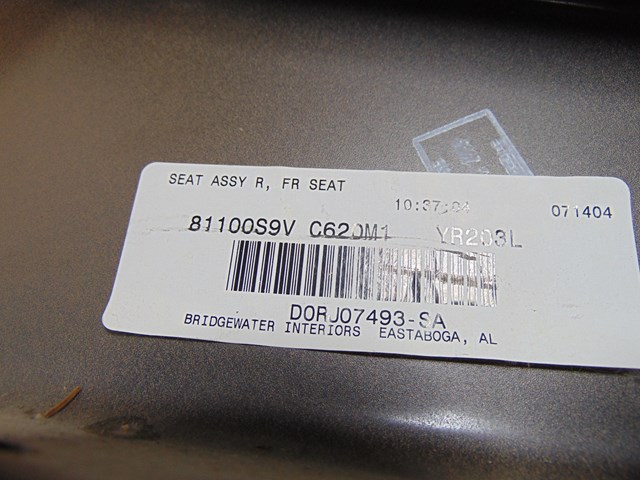 SEAT ASSY R, FR SEAT
10:37:04 071404
81100S9V C620M1 YR203L
D0RJ07493-SA
BRIDGEWATER INTERIORS EASTABOGA, AL